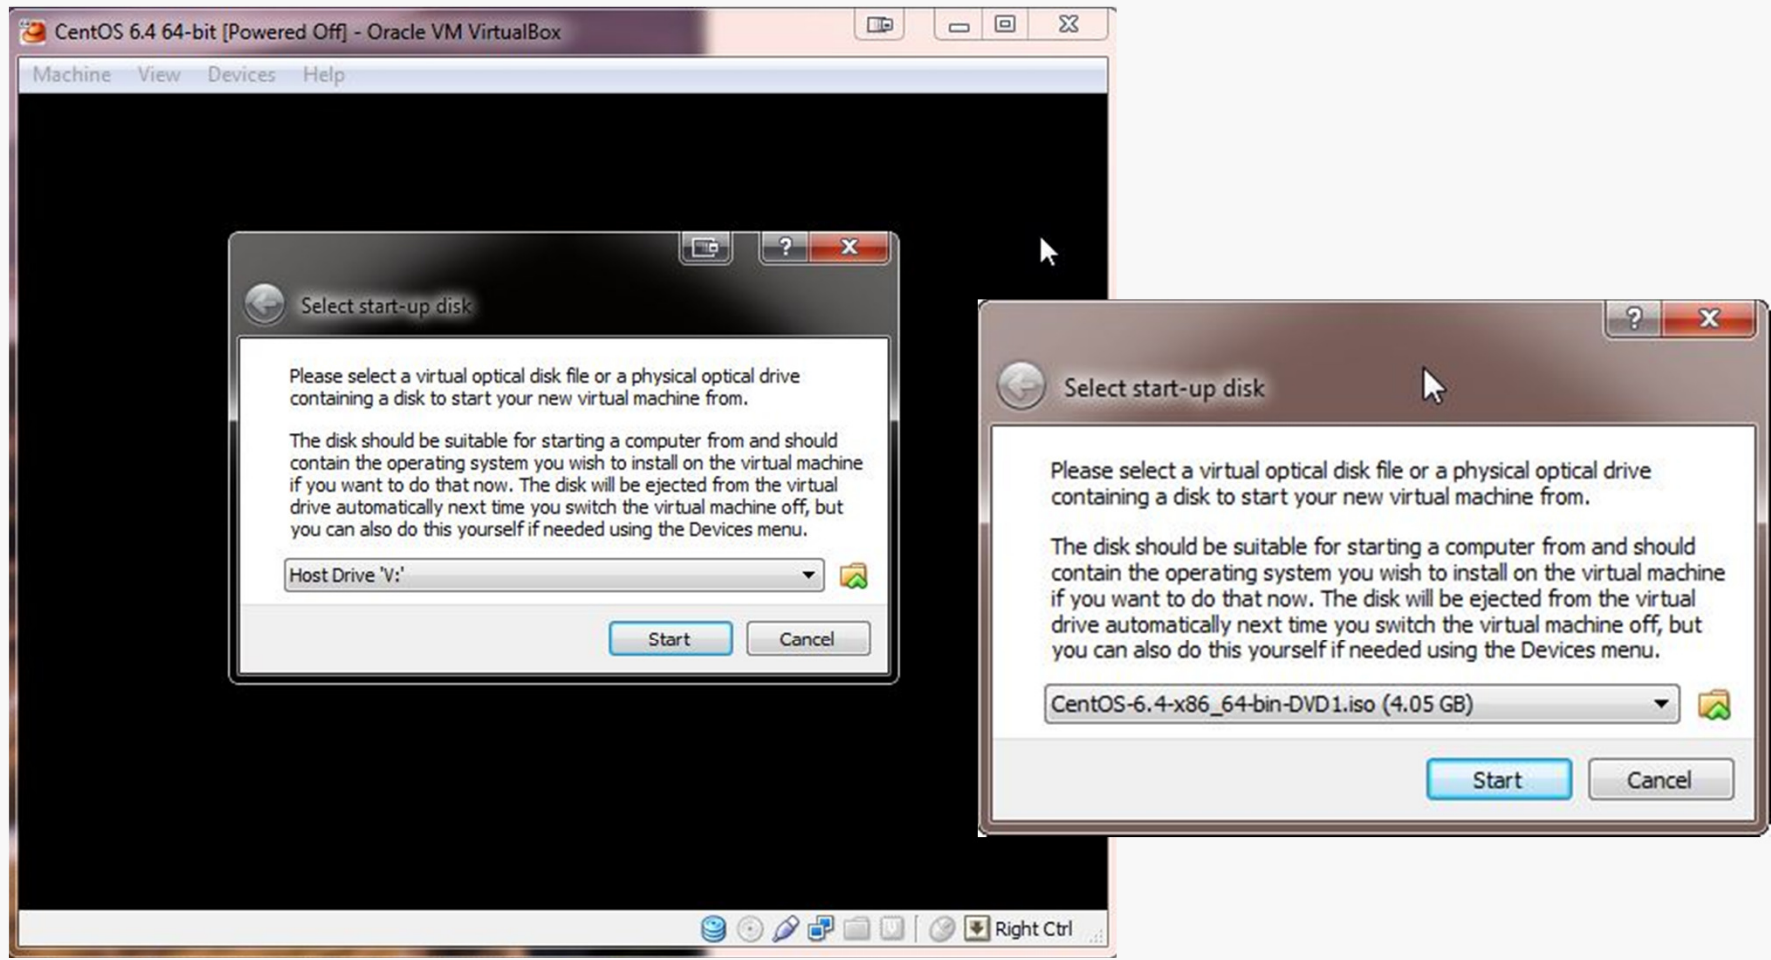 CentOS 6.4 64-bit [Powered Off] - Oracle VM VirtualBox
Machine View Devices Help
?
Select start-up disk
Please select a virtual optical disk file or a physical optical drive
containing a disk to start your new virtual machine from.
The disk should be suitable for starting a computer from and should
contain the operating system you wish to install on the virtual machine
if you want to do that now. The disk will be ejected from the virtual
drive automatically next time you switch the virtual machine off, but
you can also do this yourself if needed using the Devices menu.
Host Drive 'V:'
Start Cancel
Right Ctrl
?
Select start-up disk
Please select a virtual optical disk file or a physical optical drive
containing a disk to start your new virtual machine from.
The disk should be suitable for starting a computer from and should
contain the operating system you wish to install on the virtual machine
if you want to do that now. The disk will be ejected from the virtual
drive automatically next time you switch the virtual machine off, but
you can also do this yourself if needed using the Devices menu.
CentOS-6.4-x86_64-bin-DVD1.iso (4.05 GB)
Start Cancel